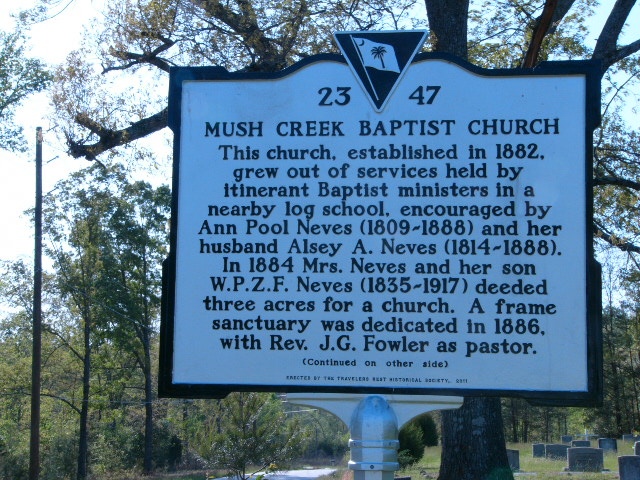 23 47
MUSH CREEK BAPTIST CHURCH
This church, established in 1882,
grew out of services held by
itinerant Baptist ministers in a
nearby log school, encouraged by
Ann Pool Neves (1809-1888) and her
husband Alsey A. Neves (1814-1888).
In 1884 Mrs. Neves and her son
W.P.Z.F. Neves (1835-1917) deeded
three acres for a church. A frame
sanctuary was dedicated in 1886,
with Rev. J.G. Fowler as pastor.
(Continued on other side)
ERECTED BY THE TRAVELERS REST HISTORICAL SOCIETY, 2011